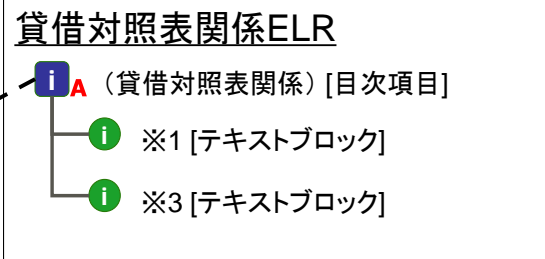 貸借対照表関係ELR
i A （貸借対照表関係）[目次項目]
i ※1 [テキストブロック]
i ※3 [テキストブロック]